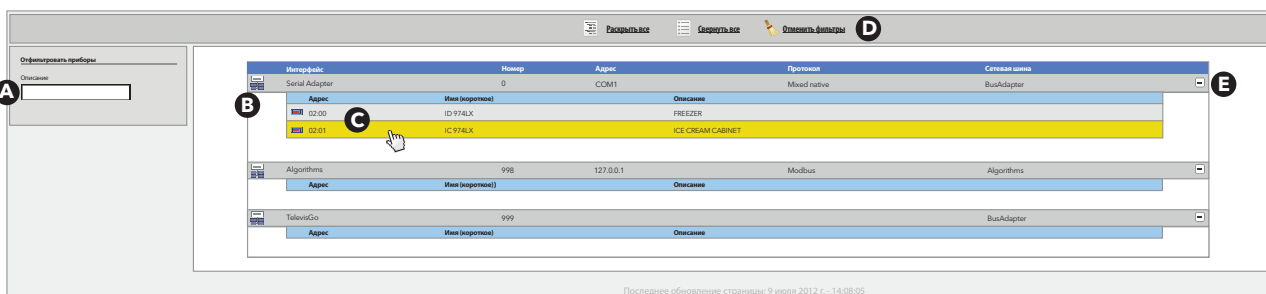 Раскрыть все Свернуть все Отменить фильтры D
Отфильтровать приборы
Описание
A
Интерфейс Номер Адрес Протокол Сетевая шина
Serial Adapter 0 COM1 Mixed native BusAdapter E
B Адрес Имя (короткое) Описание
02:00 C ID 974LX FREEZER
02:01 IC 974LX ICE CREAM CABINET
Algorithms 998 127.0.0.1 Modbus Algorithms
Адрес Имя (короткое)) Описание
TelevisGo 999 BusAdapter
Адрес Имя (короткое) Описание
Последнее обновление страницы: 9 июля 2012 г. - 14:08:05